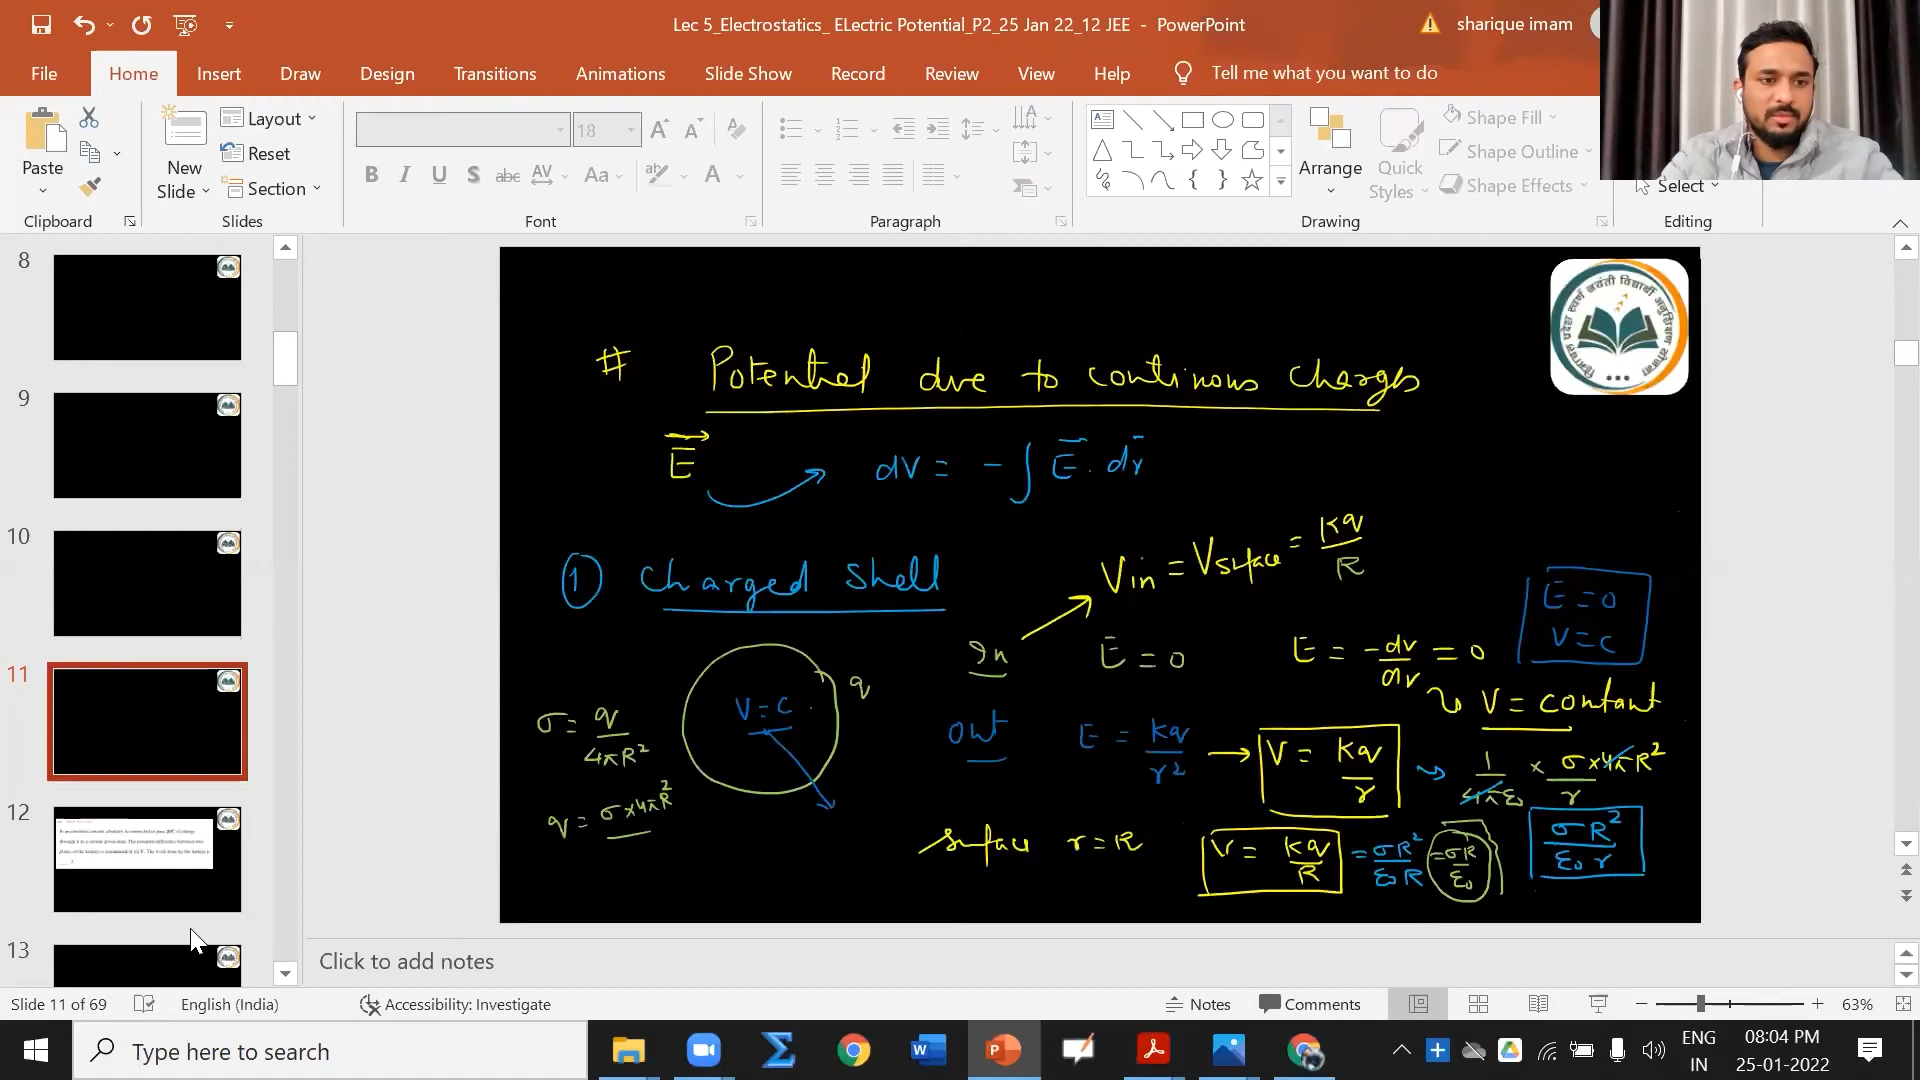 Lec 5_Electrostatics_ ELectric Potential_P2_25 Jan 22_12 JEE - PowerPoint
sharique imam
File Home Insert Draw Design Transitions Animations Slide Show Record Review View Help Tell me what you want to do
Paste
Clipboard
New Slide
Layout
Reset
Section
Slides
18
B I U S abc AV Aa A
Font
Paragraph
Arrange
Quick Styles
Shape Fill
Shape Outline
Shape Effects
Drawing
Select
Editing
8
9
10
11
12
13
# Potential due to continous charges
E⃗
dV = - ∫ E⃗ . dr⃗
① Charged Shell
Vin = Vsurface = Kq/R
In E = 0 E = -dv/dr = 0
E = 0
V = C
V = contant
V = C
q
σ = q/4πR²
q = σ×4πR²
Out E = kq/r² → V = Kq/r → 1/4πε₀ × σ×4πR²/r
σR²/ε₀r
surface r = R V = kq/R = σR²/ε₀R = σR/ε₀
Click to add notes
Slide 11 of 69 English (India) Accessibility: Investigate Notes Comments 63%
Type here to search
ENG
IN
08:04 PM
25-01-2022